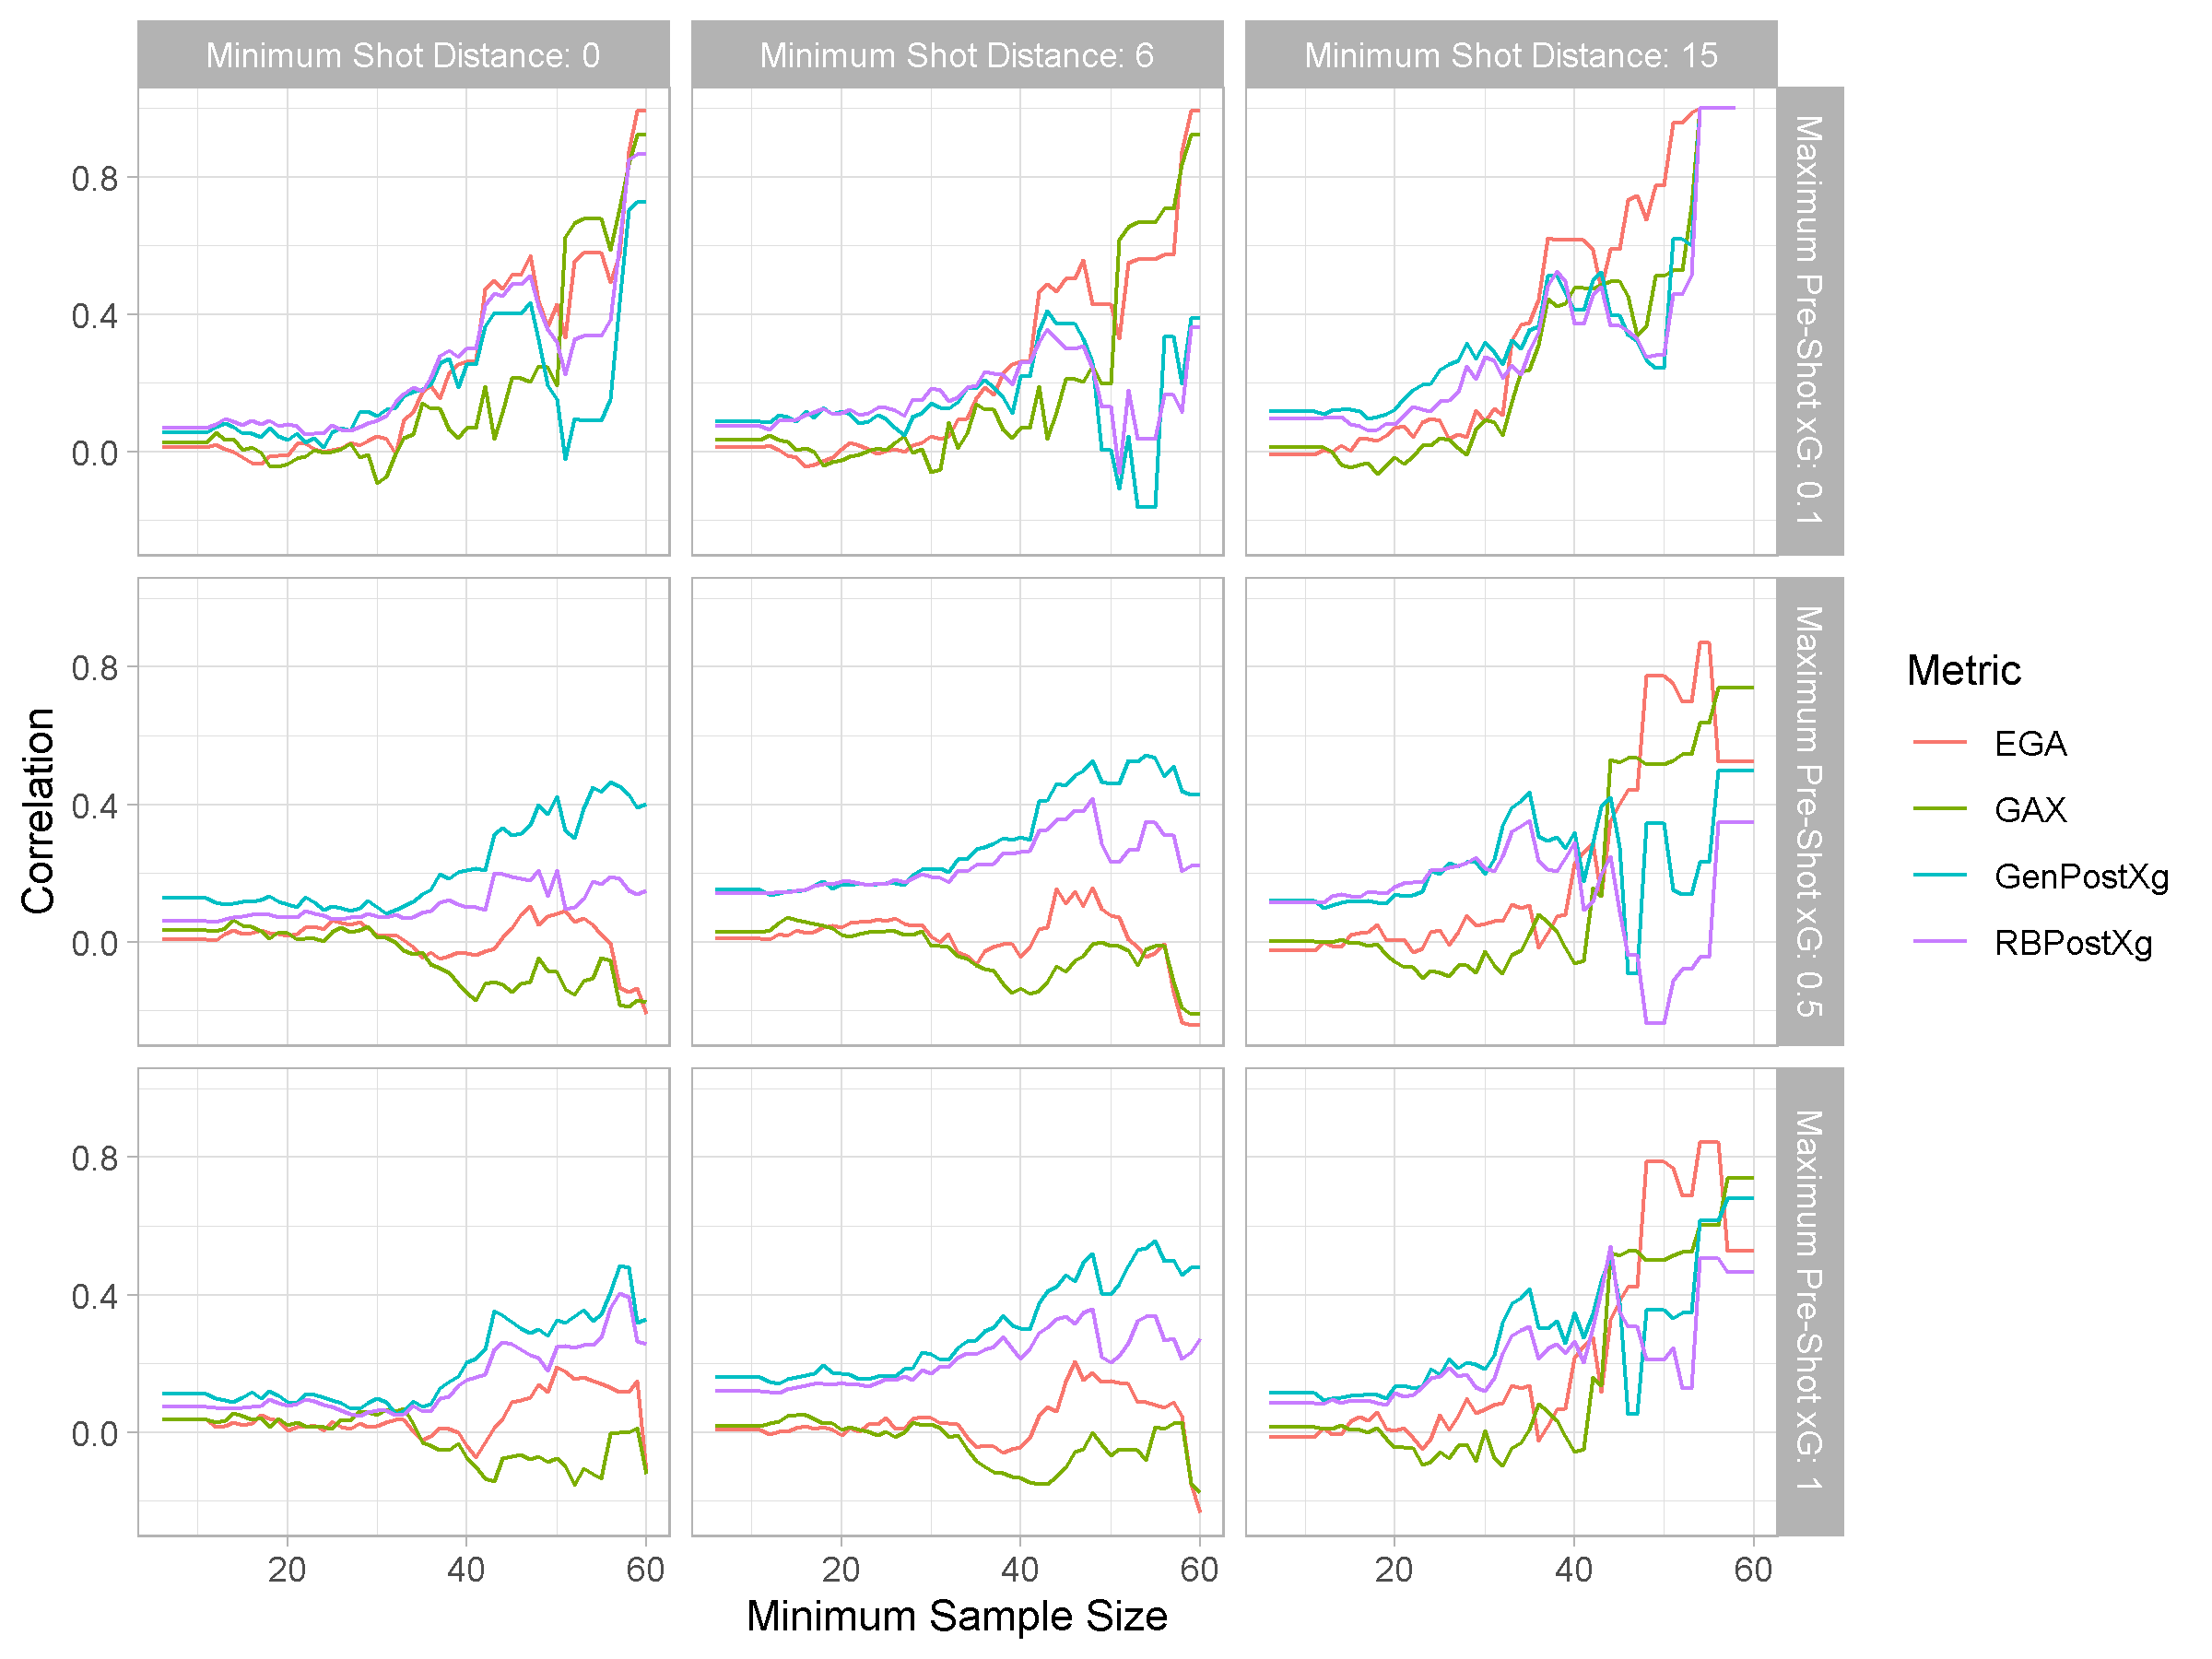 Minimum Shot Distance: 0
Minimum Shot Distance: 6
Minimum Shot Distance: 15
0.8
0.4
0.0
Maximum Pre-Shot xG: 0.1
0.8
0.4
0.0
Maximum Pre-Shot xG: 0.5
0.8
0.4
0.0
Maximum Pre-Shot xG: 1
20
40
60
20
40
60
20
40
60
Minimum Sample Size
Correlation
Metric
EGA
GAX
GenPostXg
RBPostXg